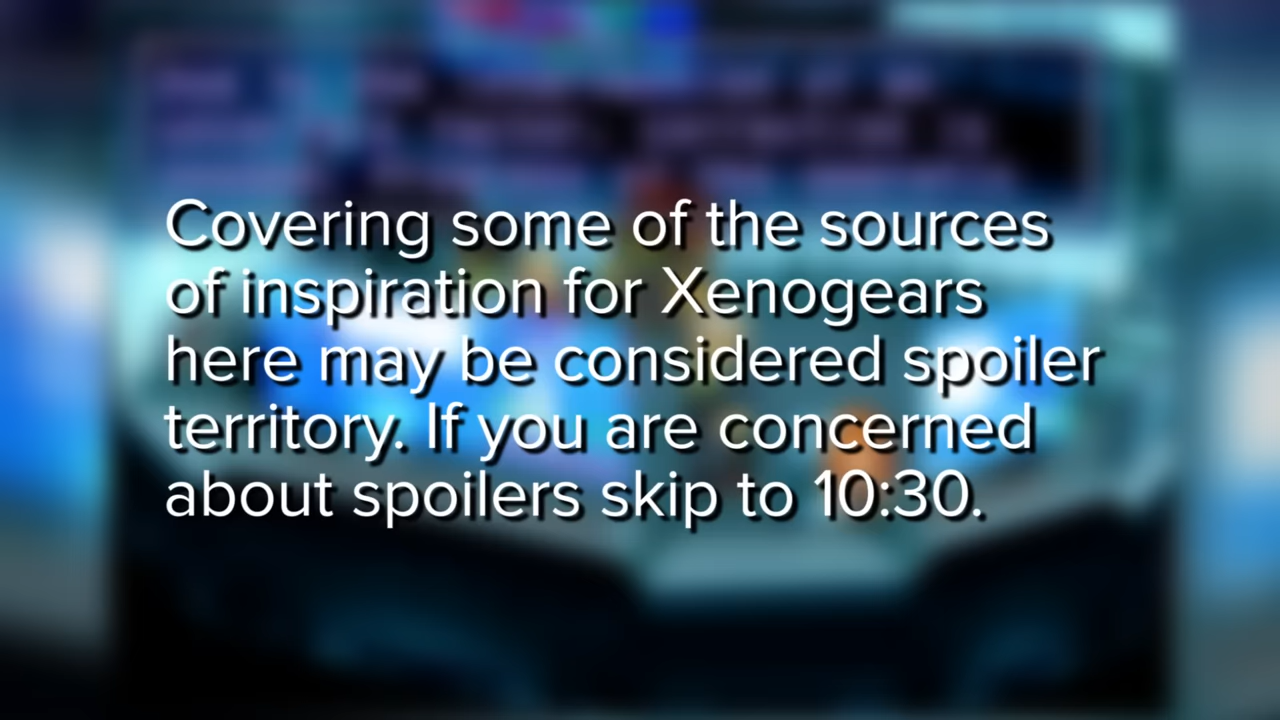 Covering some of the sources
of inspiration for Xenogears
here may be considered spoiler
territory. If you are concerned
about spoilers skip to 10:30.